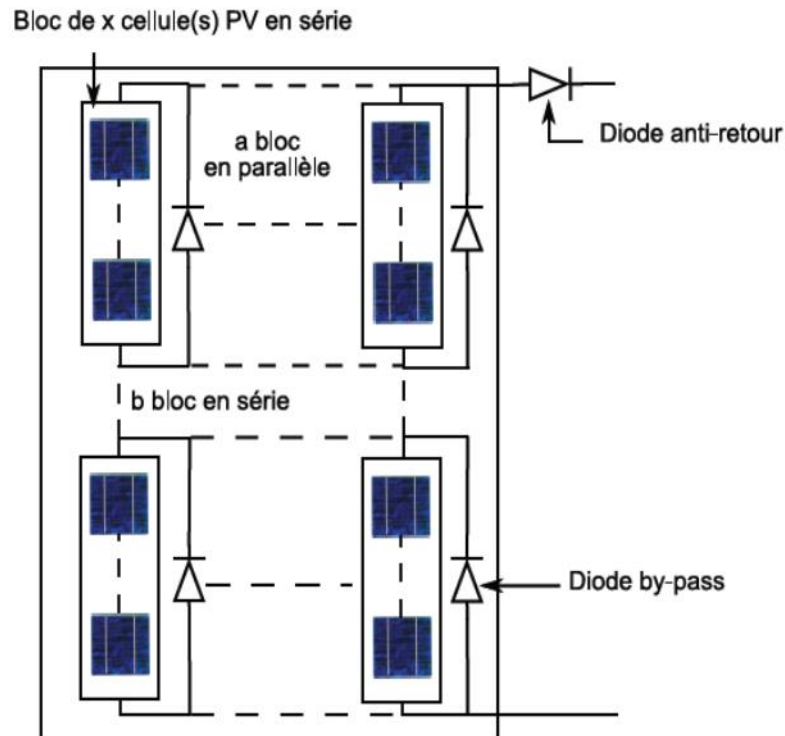 Bloc de x cellule(s) PV en série
a bloc
en parallèle
Diode anti-retour
b bloc en série
Diode by-pass